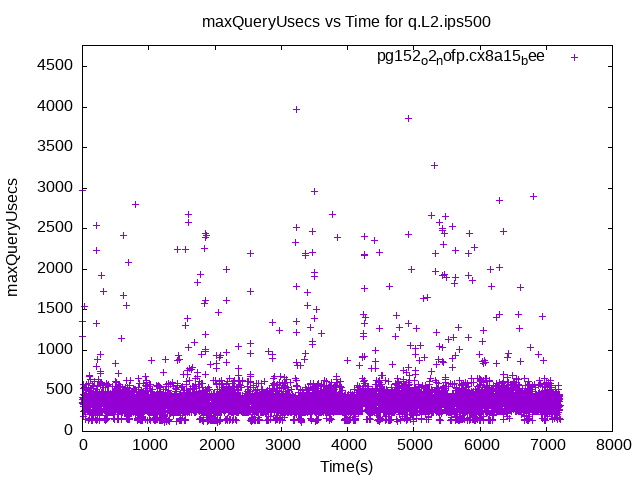 maxQueryUsecs vs Time for q.L2.ips500
pg152o2nofp.cx8a15bee
4500
4000
3500
3000
2500
2000
1500
1000
500
0
maxQueryUsecs
0 1000 2000 3000 4000 5000 6000 7000 8000
Time(s)